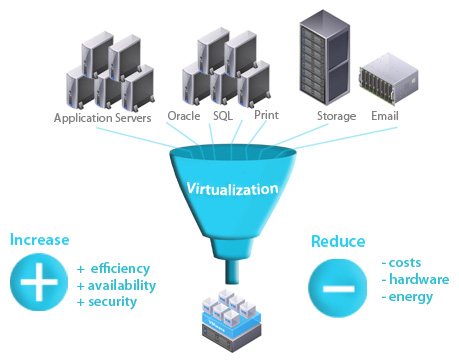 Application Servers
Oracle
SQL
Print
Storage
Email
Virtualization
Increase
+ efficiency
+ availability
+ security
Reduce
- costs
- hardware
- energy